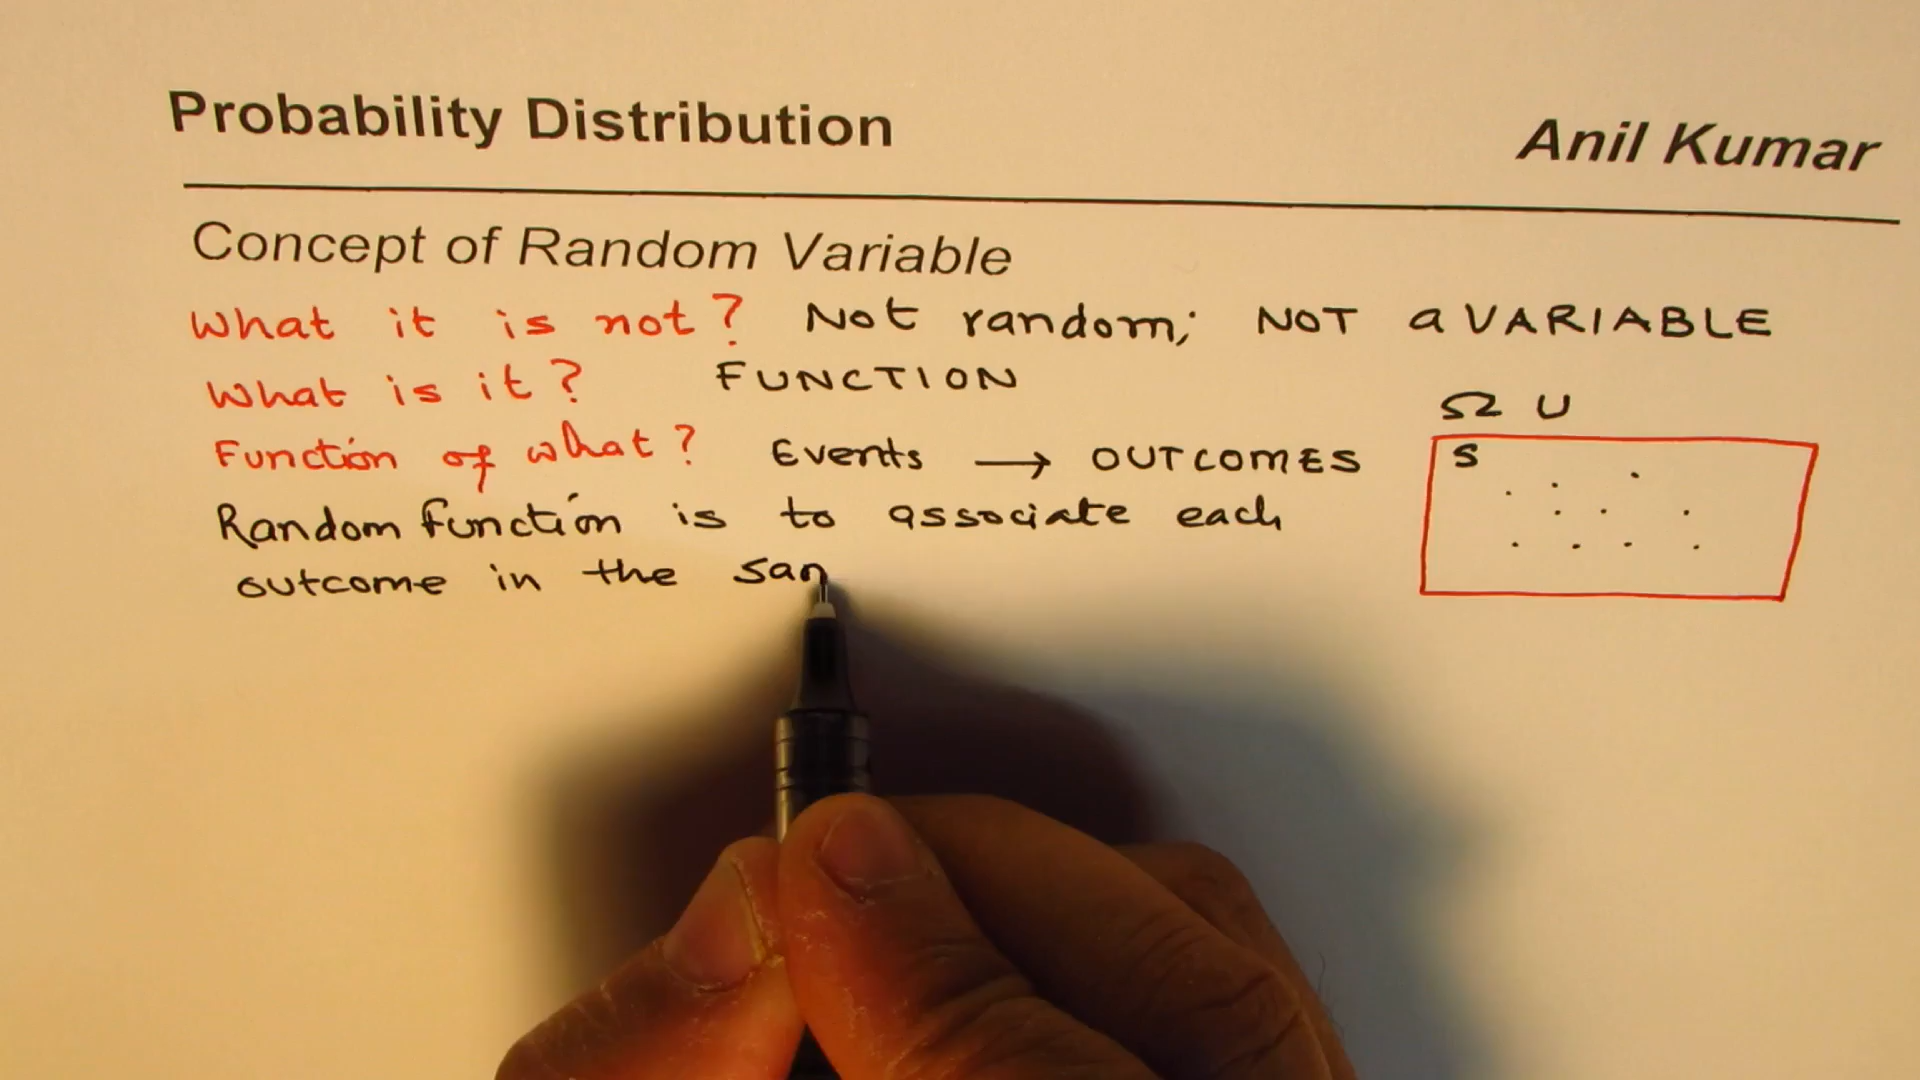 Probability Distribution
Anil Kumar
Concept of Random Variable
What it is not? Not random; NOT a VARIABLE
What is it? FUNCTION
Ω U
Function of what? Events → OUTCOMES
S
Random function is to associate each
outcome in the sam